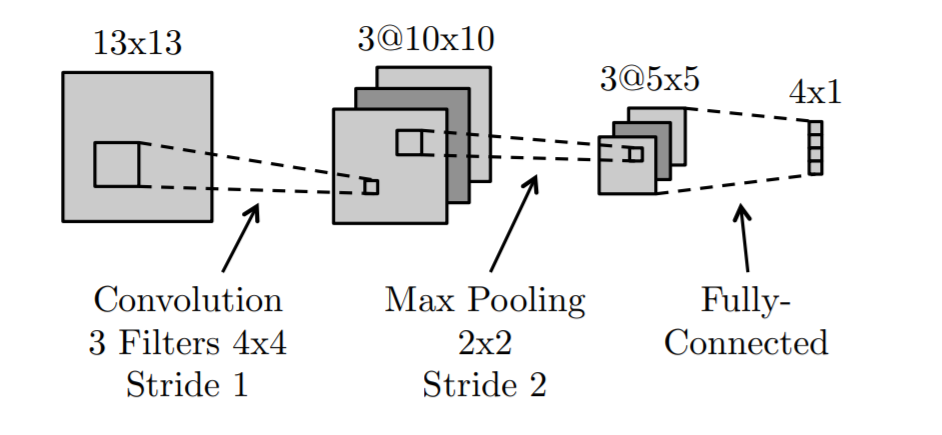 13x13
3@10x10
3@5x5
4x1
Convolution
3 Filters 4x4
Stride 1
Max Pooling
2x2
Stride 2
Fully-
Connected